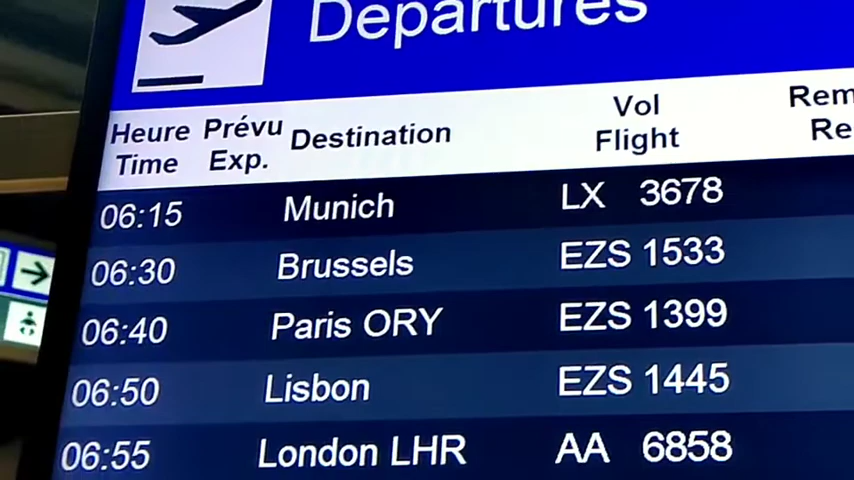 Departures
Heure Prévu Destination Vol
Time Exp. Flight
06:15 Munich LX 3678
06:30 Brussels EZS 1533
06:40 Paris ORY EZS 1399
06:50 Lisbon EZS 1445
06:55 London LHR AA 6858